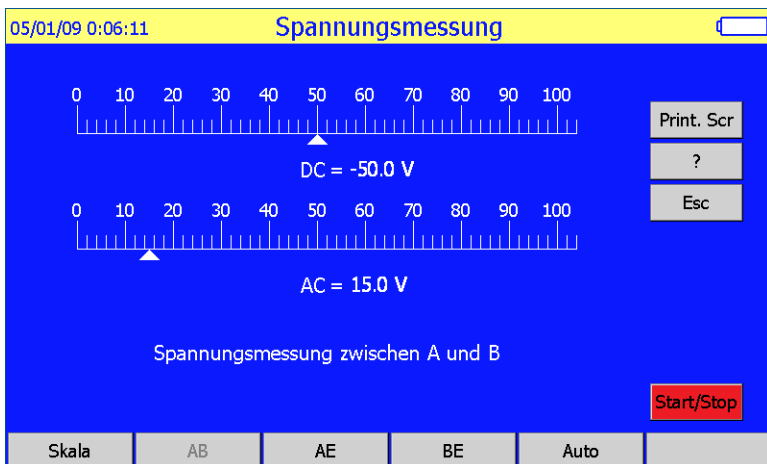 05/01/09 0:06:11 Spannungsmessung
0 10 20 30 40 50 60 70 80 90 100
Print. Scr
?
DC = -50.0 V
Esc
0 10 20 30 40 50 60 70 80 90 100
AC = 15.0 V
Spannungsmessung zwischen A und B
Start/Stop
Skala AB AE BE Auto